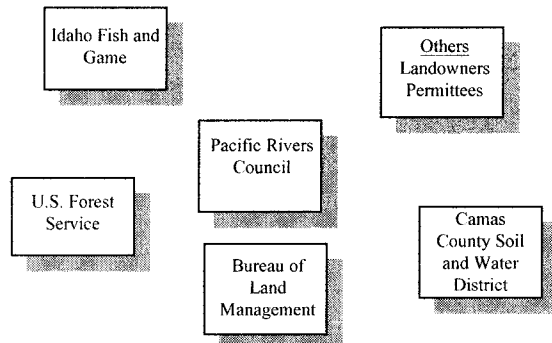 Idaho Fish and
Game
Others
Landowners
Permittees
Pacific Rivers
Council
U.S. Forest
Service
Camas
County Soil
and Water
District
Bureau of
Land
Management